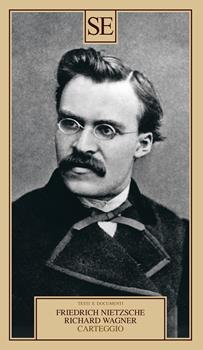 SE
TESTI E DOCUMENTI
FRIEDRICH NIETZSCHE
RICHARD WAGNER
CARTEGGIO